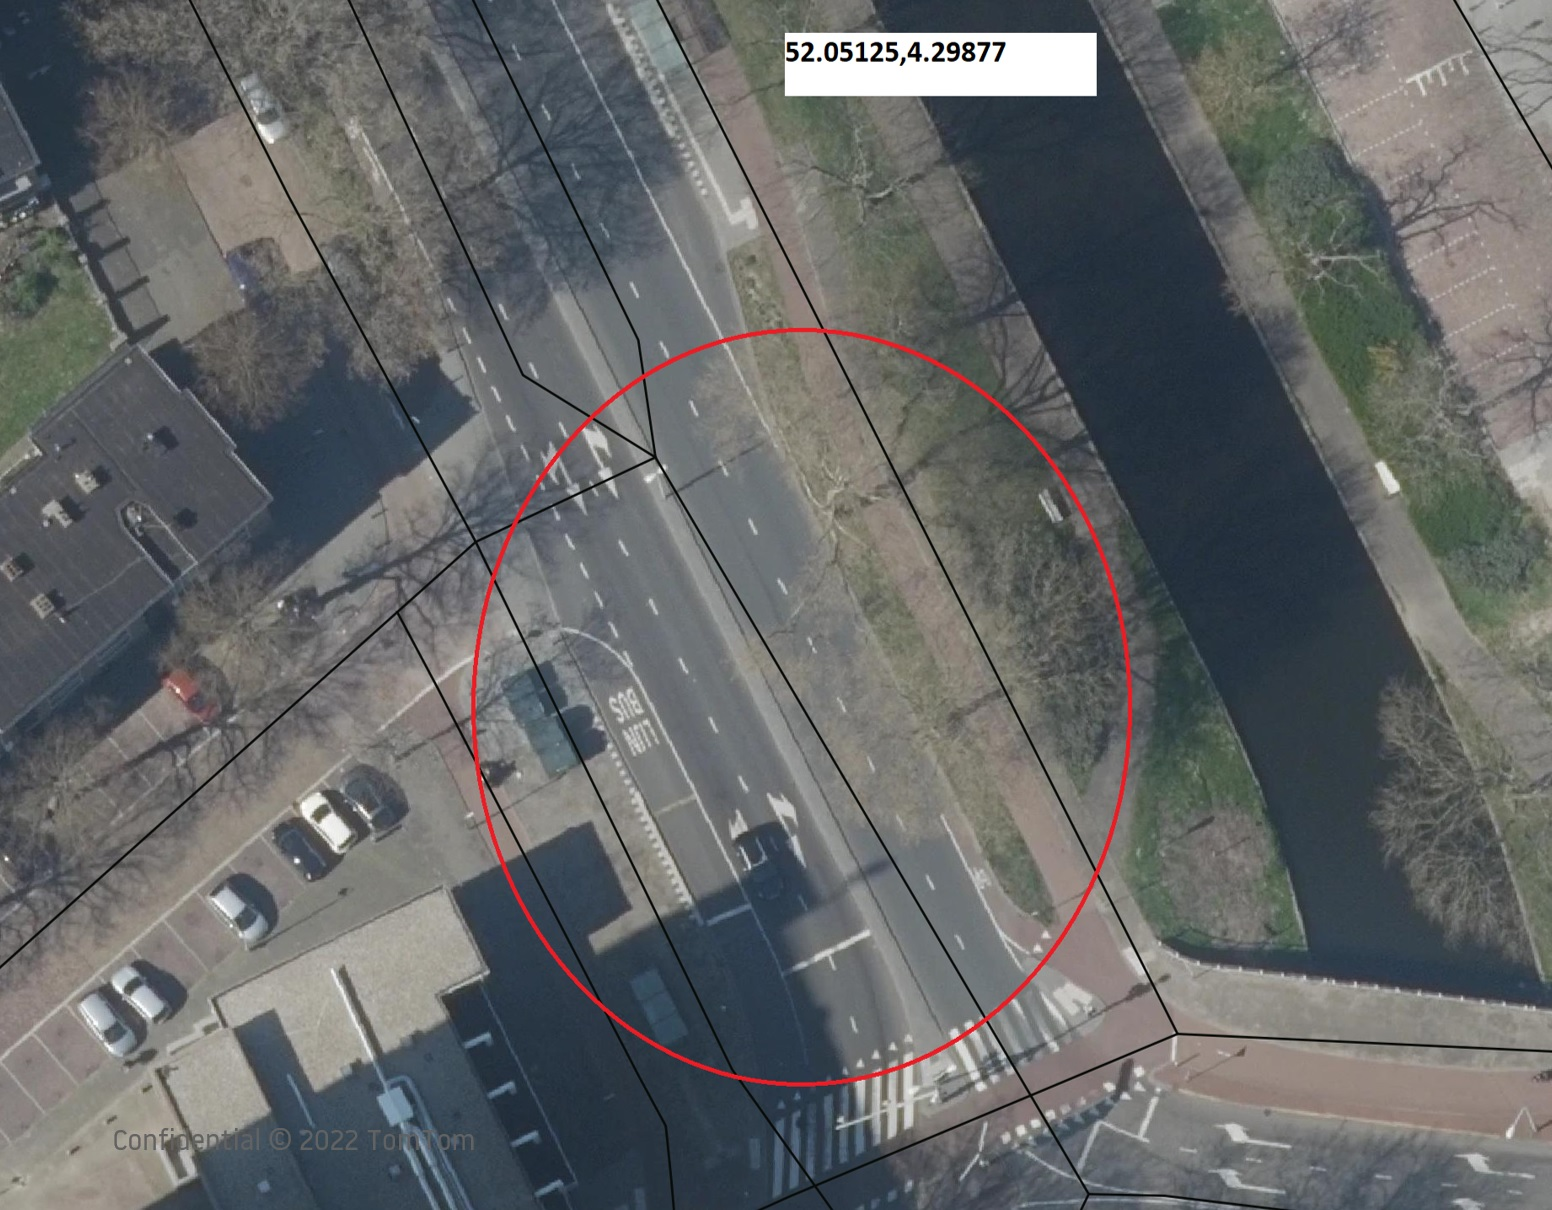 52.05125,4.29877
BUS
LIJN
Confidential © 2022 TomTom